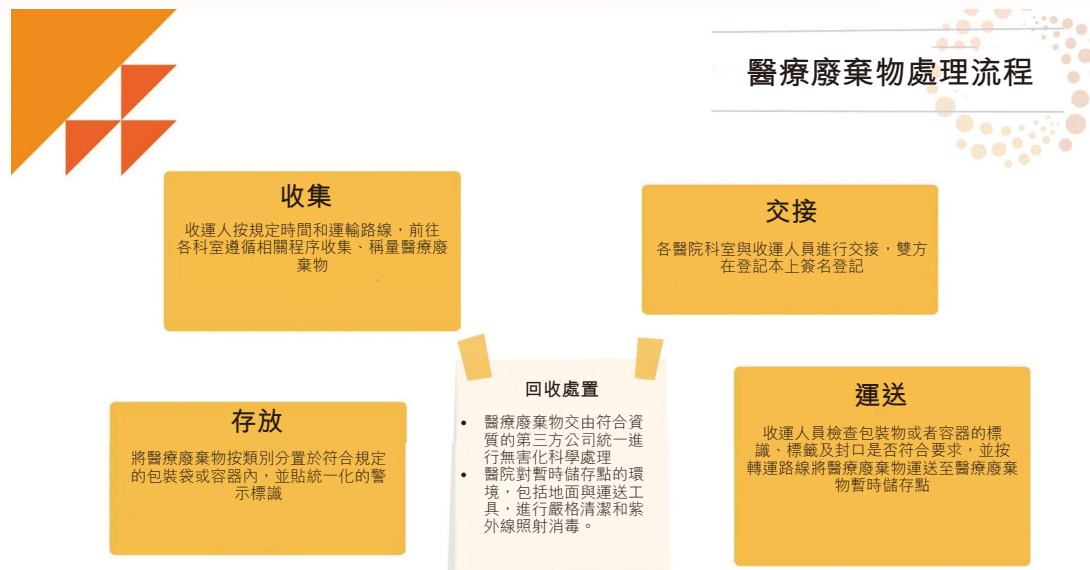 醫療廢棄物處理流程
收集
收運人按規定時間和運輸路線，前往
各科室遵循相關程序收集、稱量醫療廢
棄物
交接
各醫院科室與收運人員進行交接，雙方
在登記本上簽名登記
存放
將醫療廢棄物按類別分置於符合規定
的包裝袋或容器內，並貼統一化的警
示標識
回收處置
• 醫療廢棄物交由符合資
質的第三方公司統一進
行無害化科學處理
• 醫院對暫時儲存點的環
境，包括地面與運送工
具，進行嚴格清潔和紫
外線照射消毒。
運送
收運人員檢查包裝物或者容器的標
識、標籤及封口是否符合要求，並按
轉運路線將醫療廢棄物運送至醫療廢棄
物暫時儲存點